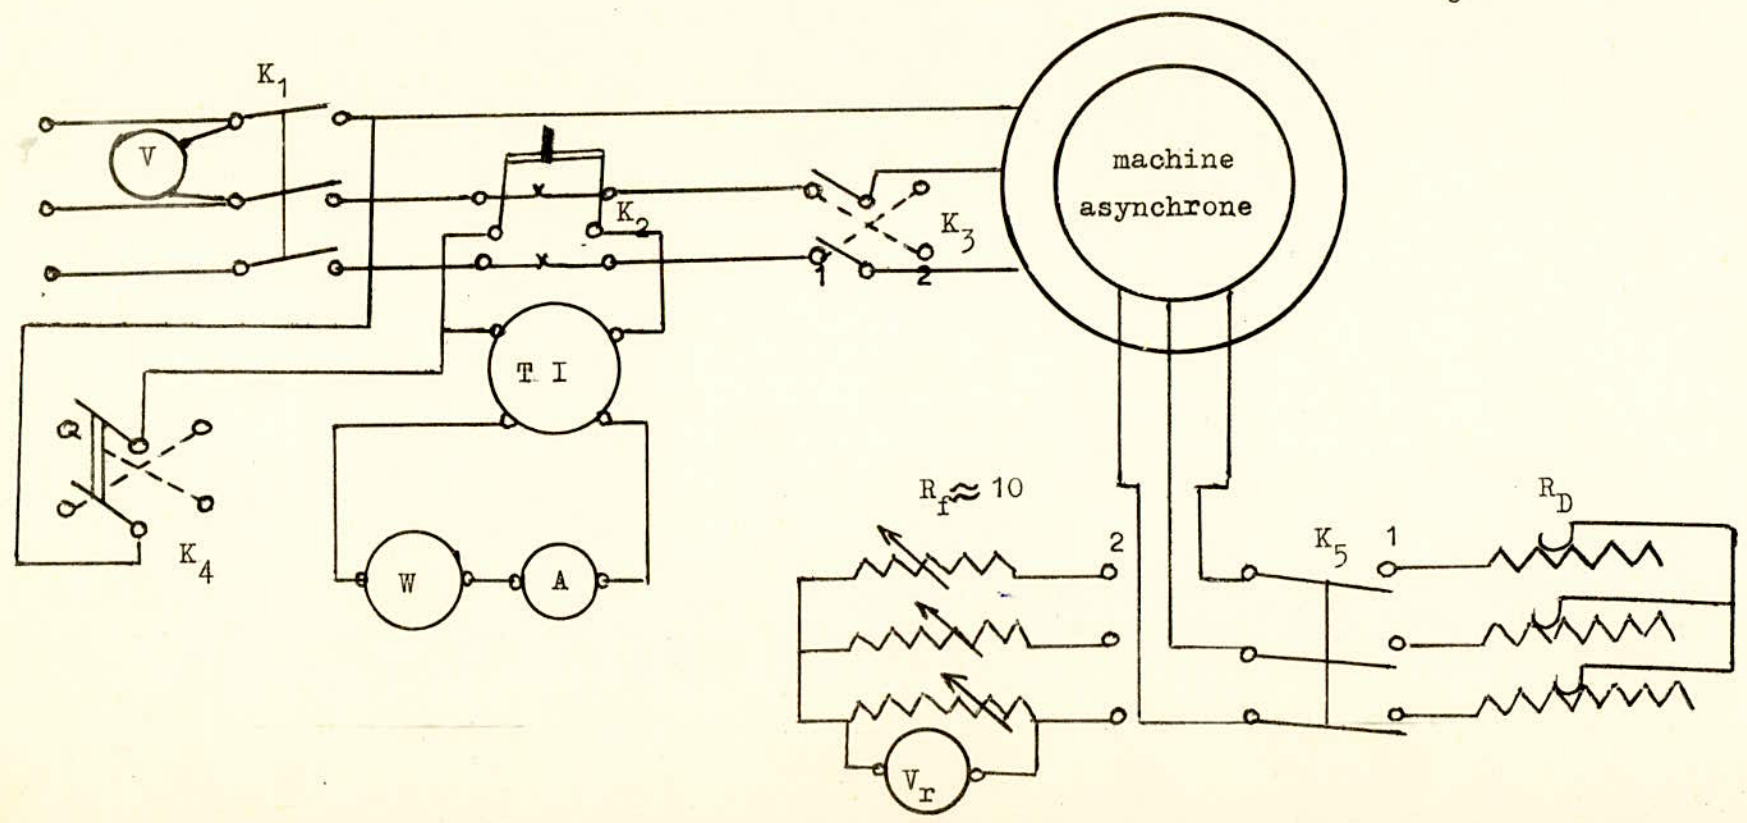 K1
V
K2
K3
1 2
machine
asynchrone
T I
K4
W
A
Rf≈10
2
K5
1
RD
Vr